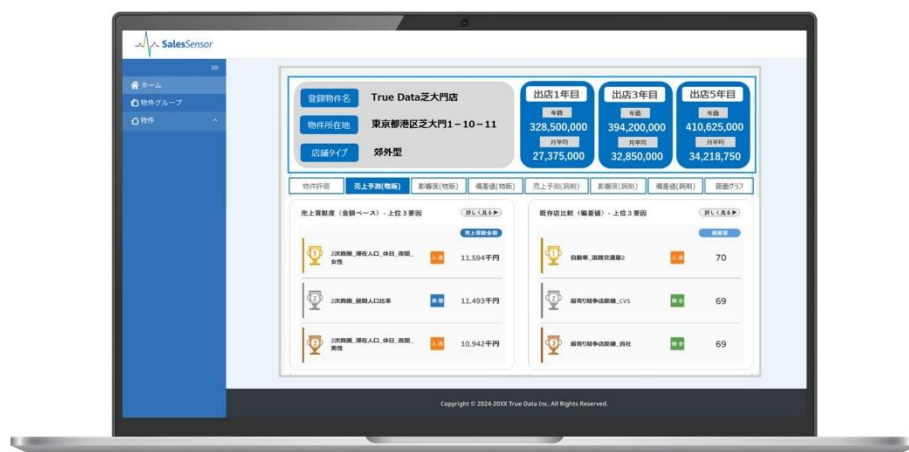 SalesSensor
ホーム
物件グループ
物件
登録物件名 True Data芝大門店
物件所在地 東京都港区芝大門1-10-11
店舗タイプ 郊外型
出店1年目
年商
328,500,000
月平均
27,375,000
出店3年目
年商
394,200,000
月平均
32,850,000
出店5年目
年商
410,625,000
月平均
34,218,750
物件評価 売上予測(物販) 影響度(物販) 偏差値(物販) 売上予測(調剤) 影響度(調剤) 偏差値(調剤) 商圏グラフ
売上貢献度（金額ベース）- 上位3要因 詳しく見る▶
売上貢献金額
1 2次商圏_滞在人口_休日_夜間_
女性 人流 11,594千円
2 2次商圏_昼間人口比率 商圏 11,493千円
3 2次商圏_滞在人口_休日_夜間_
男性 人流 10,942千円
既存店比較（偏差値）- 上位3要因 詳しく見る▶
偏差値
1 自動車_道路交通量2 人流 70
2 最寄り競争店距離_CVS 競合 69
3 最寄り競争店距離_自社 競合 69
Copyright © 2024-20XX True Data Inc. All Rights Reserved.